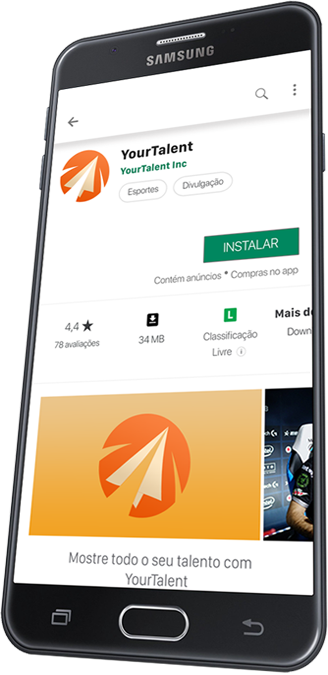 SAMSUNG
YourTalent
YourTalent Inc
Esportes
Divulgação
INSTALAR
Contém anúncios • Compras no app
4,4 ★
78 avaliações
34 MB
L
Classificação
Livre
Mais de
Down
Mostre todo o seu talento com
YourTalent